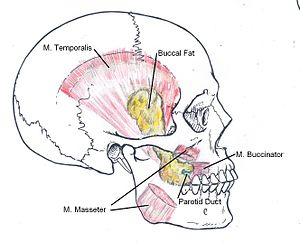 M. Temporalis
Buccal Fat
M. Buccinator
Parotid Duct
M. Masseter